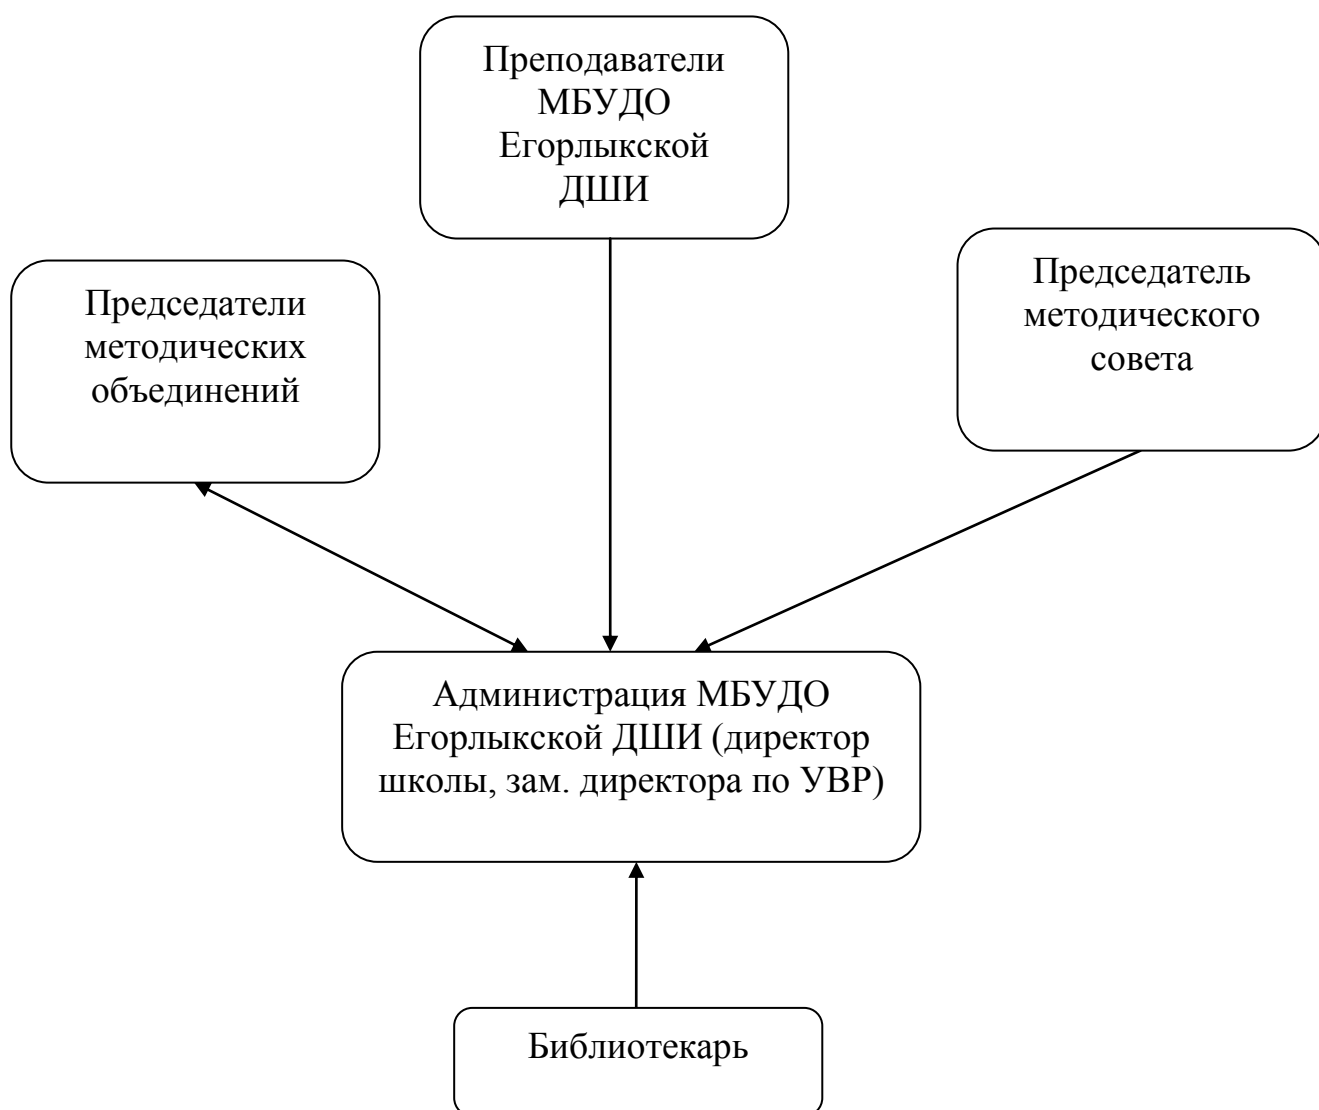 Преподаватели
МБУДО
Егорлыкской
ДШИ
Председатели
методических
объединений
Председатель
методического
совета
Администрация МБУДО
Егорлыкской ДШИ (директор
школы, зам. директора по УВР)
Библиотекарь